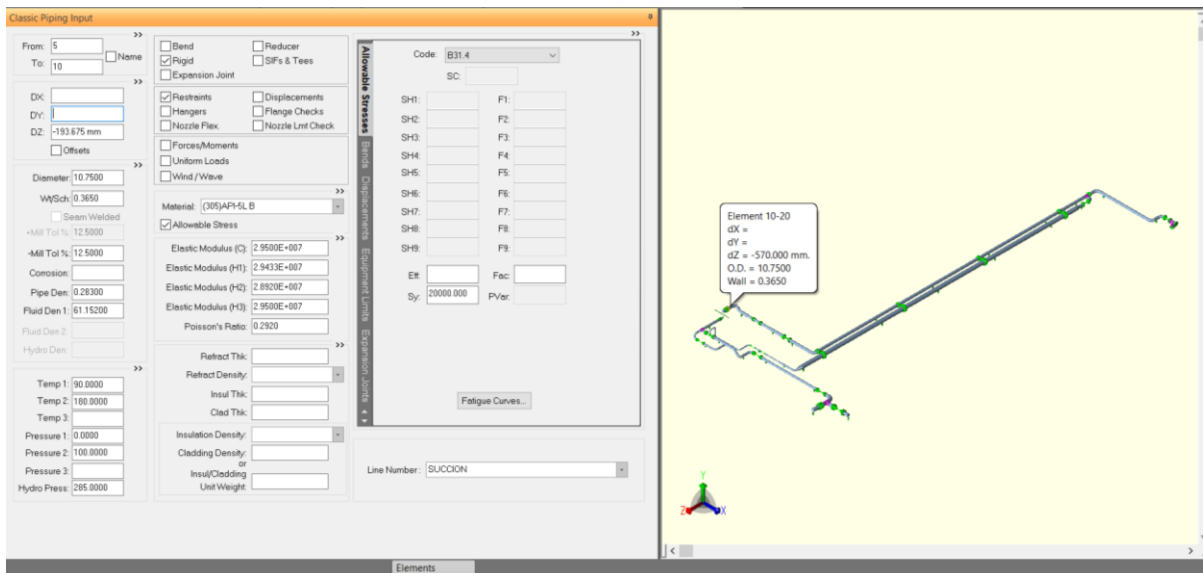 Classic Piping Input
>>
From: 5
To: 10
Name
>>
DX:
DY:
DZ: -193.675 mm
Offsets
>>
Diameter: 10.7500
Wt/Sch: 0.3650
Seam Welded
+Mill Tol %: 12.5000
-Mill Tol %: 12.5000
Corrosion:
Pipe Den: 0.28300
Fluid Den 1: 61.15200
Fluid Den 2:
Hydro Den:
>>
Temp 1: 90.0000
Temp 2: 180.0000
Temp 3:
Pressure 1: 0.0000
Pressure 2: 100.0000
Pressure 3:
Hydro Press: 285.0000
Bend Reducer
Rigid SIFs & Tees
Expansion Joint
Restraints Displacements
Hangers Flange Checks
Nozzle Flex. Nozzle Lmt Check
Forces/Moments
Uniform Loads
Wind / Wave
>>
Material: (305)API-5L B
Allowable Stress
>>
Elastic Modulus (C): 2.9500E+007
Elastic Modulus (H1): 2.9433E+007
Elastic Modulus (H2): 2.8920E+007
Elastic Modulus (H3): 2.9500E+007
Poisson's Ratio: 0.2920
>>
Refract Thk:
Refract Density:
Insul Thk:
Clad Thk:
Insulation Density:
Cladding Density:
or
Insul/Cladding
Unit Weight:
>>
Allowable Stresses
Bends
Displacements
Equipment Limits
Expansion Joints
Code: B31.4
SC:
SH1: F1:
SH2: F2:
SH3: F3:
SH4: F4:
SH5: F5:
SH6: F6:
SH7: F7:
SH8: F8:
SH9: F9:
Eff: Fac:
Sy: 20000.000 PVar:
Fatigue Curves...
Line Number: SUCCION
Elements
Element 10-20
dX =
dY =
dZ = -570.000 mm.
O.D. = 10.7500
Wall = 0.3650
Y
Z X